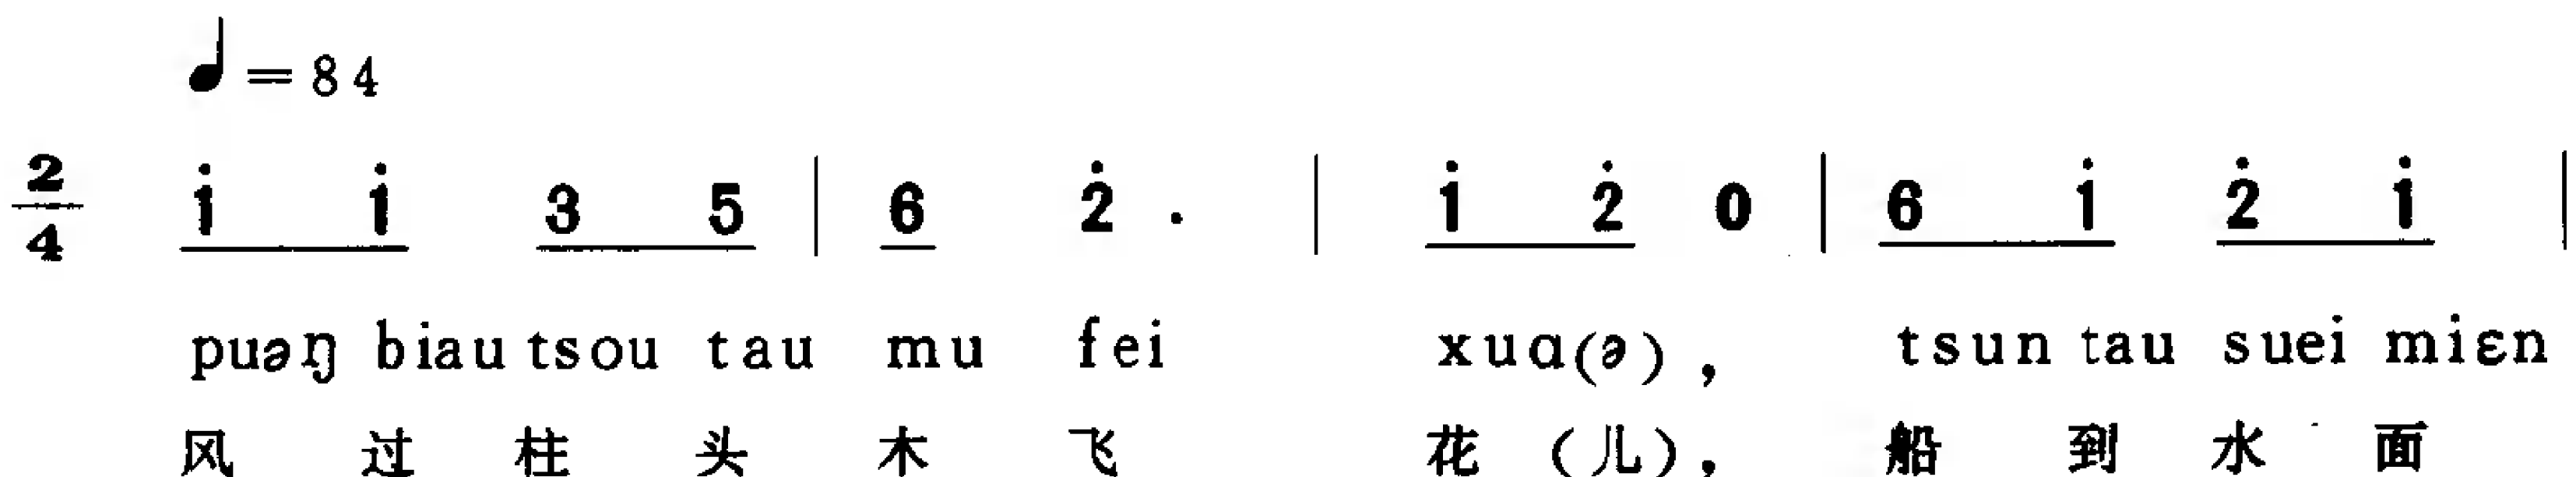 ♩=84
2/4 i̇ i̇ 3 5 | 6 2̇ . | i̇ 2̇ 0 | 6 i̇ 2̇ i̇ |
puəŋ biau tsou tau mu fei xuɑ(ə), tsun tau suei miɛn
风 过 柱 头 木 飞 花 (儿), 船 到 水 面